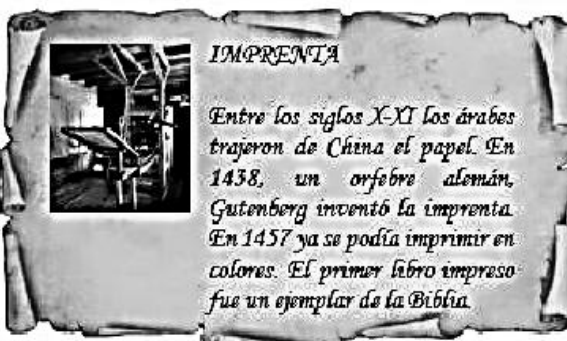 IMPRENTA
Entre los siglos X-XI los árabes
trajeron de China el papel. En
1438, un orfebre alemán,
Gutenberg inventó la imprenta.
En 1457 ya se podía imprimir en
colores. El primer libro impreso
fue un ejemplar de la Biblia.